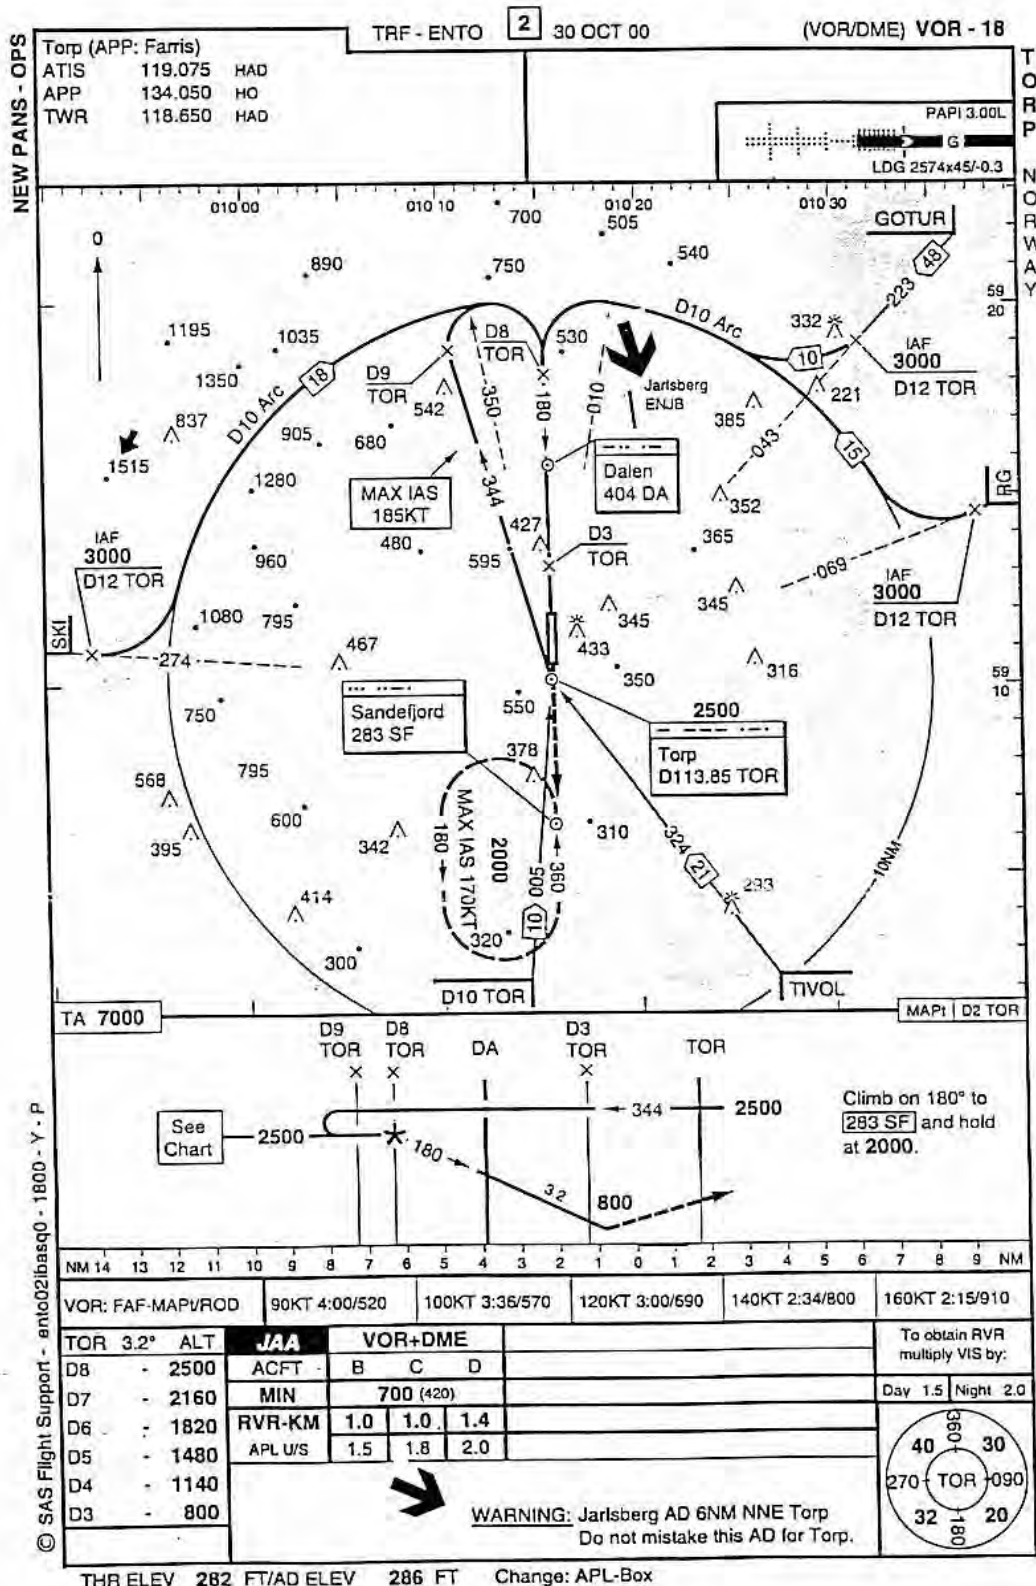 TRF - ENTO 2 30 OCT 00 (VOR/DME) VOR - 18
NEW PANS - OPS
TORP NORWAY
Torp (APP: Farris)
ATIS 119.075 HAD
APP 134.050 HO
TWR 118.650 HAD
PAPI 3.00L
G
LDG 2574x45/-0.3
010 00 010 10 010 20 010 30
700
505
GOTUR
0
890
750
540
48
223
59
20
D10 Arc
1195
1035
D8
TOR
530
332
IAF
3000
D12 TOR
10
1350
18
D9
TOR
350
180
010
Jarlsberg
ENJB
221
D10 Arc
542
385
837
905
680
043
15
1515
MAX IAS
185KT
344
Dalen
404 DA
1280
352
RG
IAF
3000
D12 TOR
427
D3
TOR
480
595
365
960
069
IAF
3000
D12 TOR
1080
795
345
345
SKI
467
433
274
350
316
59
10
Sandefjord
283 SF
550
2500
750
Torp
D113.85 TOR
378
568
795
600
395
342
180
MAX IAS 170KT
2000
500
360
310
324
21
293
10NM
414
10
320
300
D10 TOR
TIVOL
TA 7000
MAPt D2 TOR
D9
TOR
D8
TOR
DA
D3
TOR
TOR
See
Chart
2500
344
2500
180
3.2
800
Climb on 180° to
283 SF and hold
at 2000.
NM 14 13 12 11 10 9 8 7 6 5 4 3 2 1 0 1 2 3 4 5 6 7 8 9 NM
VOR: FAF-MAPt/ROD 90KT 4:00/520 100KT 3:36/570 120KT 3:00/690 140KT 2:34/800 160KT 2:15/910
TOR 3.2° ALT
D8 - 2500
D7 - 2160
D6 - 1820
D5 - 1480
D4 - 1140
D3 - 800
JAA VOR+DME
ACFT B C D
MIN 700 (420)
RVR-KM 1.0 1.0 1.4
APL U/S 1.5 1.8 2.0
To obtain RVR
multiply VIS by:
Day 1.5 Night 2.0
360
40 30
270 TOR 090
32 20
180
WARNING: Jarlsberg AD 6NM NNE Torp
Do not mistake this AD for Torp.
© SAS Flight Support - ento02ibasq0 - 1800 - Y - P
THR ELEV 282 FT/AD ELEV 286 FT Change: APL-Box